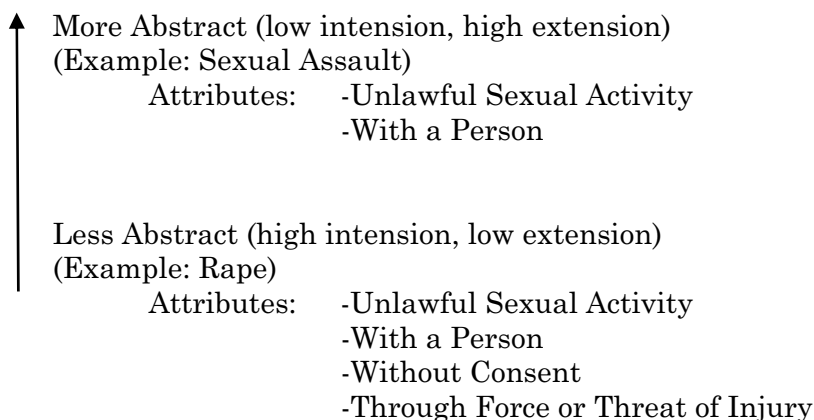 More Abstract (low intension, high extension)
(Example: Sexual Assault)
Attributes: -Unlawful Sexual Activity
-With a Person
Less Abstract (high intension, low extension)
(Example: Rape)
Attributes: -Unlawful Sexual Activity
-With a Person
-Without Consent
-Through Force or Threat of Injury